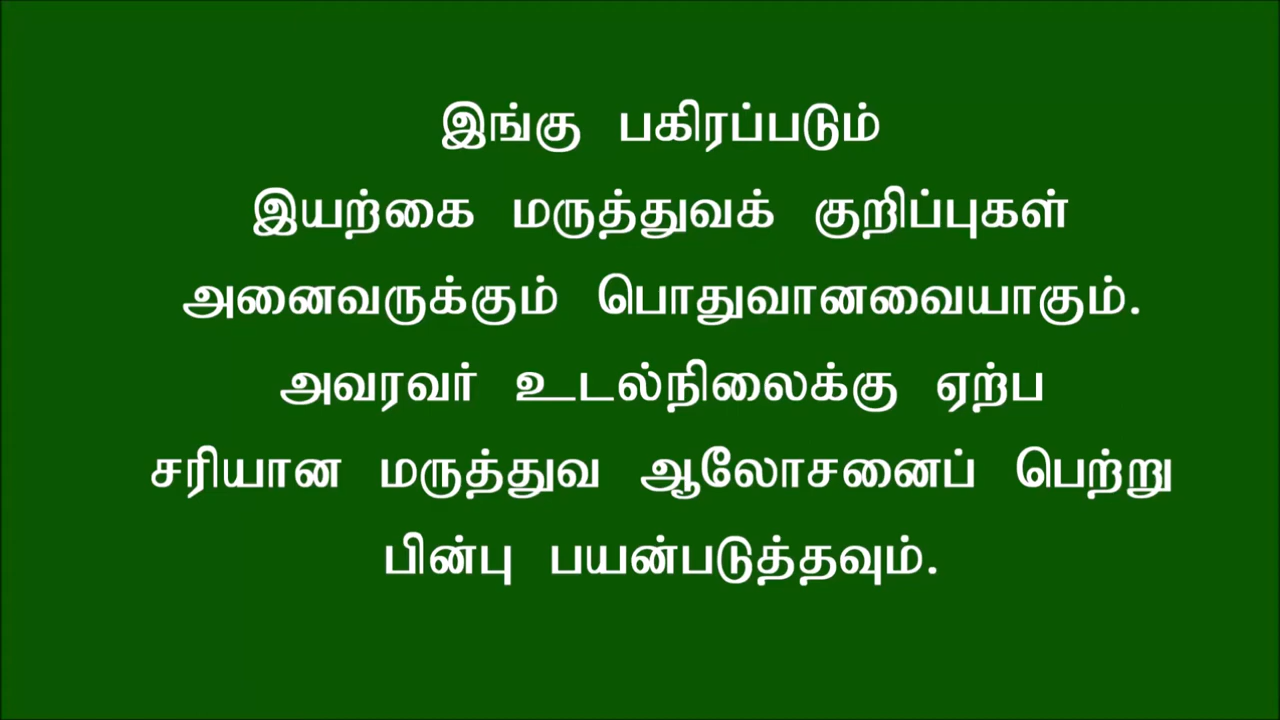 இங்கு பகிரப்படும்
இயற்கை மருத்துவக் குறிப்புகள்
அனைவருக்கும் பொதுவானவையாகும்.
அவரவர் உடல்நிலைக்கு ஏற்ப
சரியான மருத்துவ ஆலோசனைப் பெற்று
பின்பு பயன்படுத்தவும்.